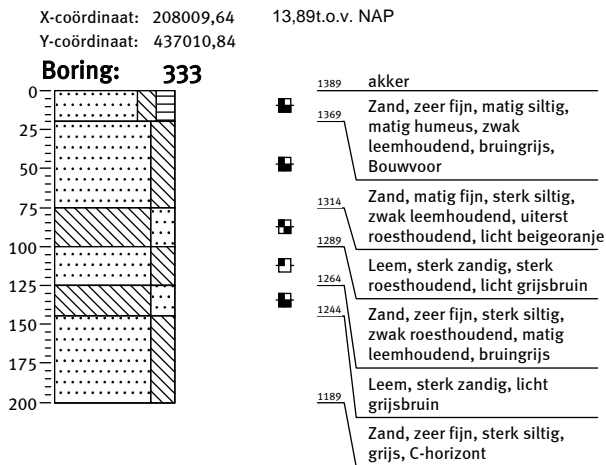 X-coördinaat: 208009,64 13,89t.o.v. NAP
Y-coördinaat: 437010,84
Boring: 333
0
25
50
75
100
125
150
175
200
1389 akker
1369 Zand, zeer fijn, matig siltig,
matig humeus, zwak
leemhoudend, bruingrijs,
Bouwvoor
1314 Zand, matig fijn, sterk siltig,
zwak leemhoudend, uiterst
roesthoudend, licht beigeoranje
1289 Leem, sterk zandig, sterk
roesthoudend, licht grijsbruin
1264 Zand, zeer fijn, sterk siltig,
zwak roesthoudend, matig
leemhoudend, bruingrijs
1244 Leem, sterk zandig, licht
grijsbruin
1189 Zand, zeer fijn, sterk siltig,
grijs, C-horizont